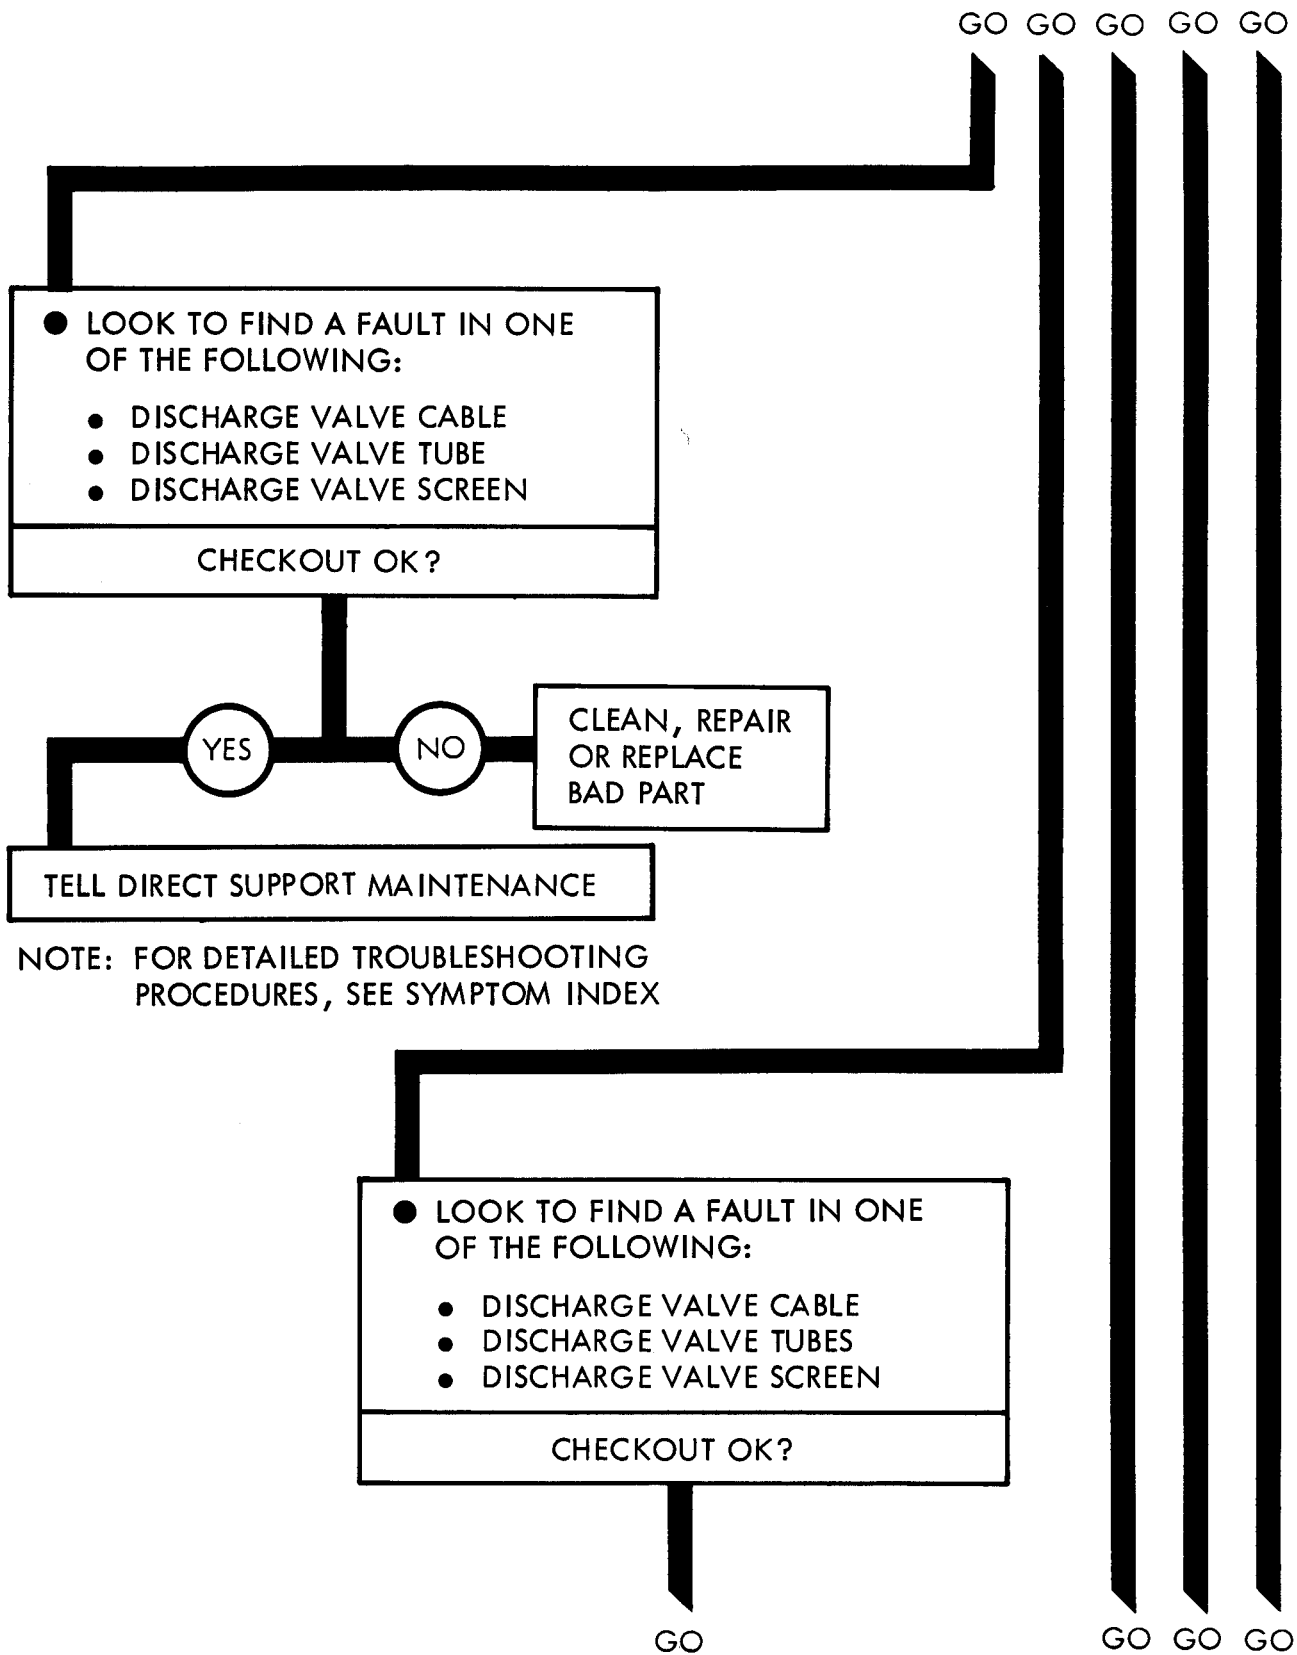 GO GO GO GO GO
● LOOK TO FIND A FAULT IN ONE
OF THE FOLLOWING:
● DISCHARGE VALVE CABLE
● DISCHARGE VALVE TUBE
● DISCHARGE VALVE SCREEN
CHECKOUT OK?
YES
NO
CLEAN, REPAIR
OR REPLACE
BAD PART
TELL DIRECT SUPPORT MAINTENANCE
NOTE: FOR DETAILED TROUBLESHOOTING
PROCEDURES, SEE SYMPTOM INDEX
● LOOK TO FIND A FAULT IN ONE
OF THE FOLLOWING:
● DISCHARGE VALVE CABLE
● DISCHARGE VALVE TUBES
● DISCHARGE VALVE SCREEN
CHECKOUT OK?
GO
GO GO GO